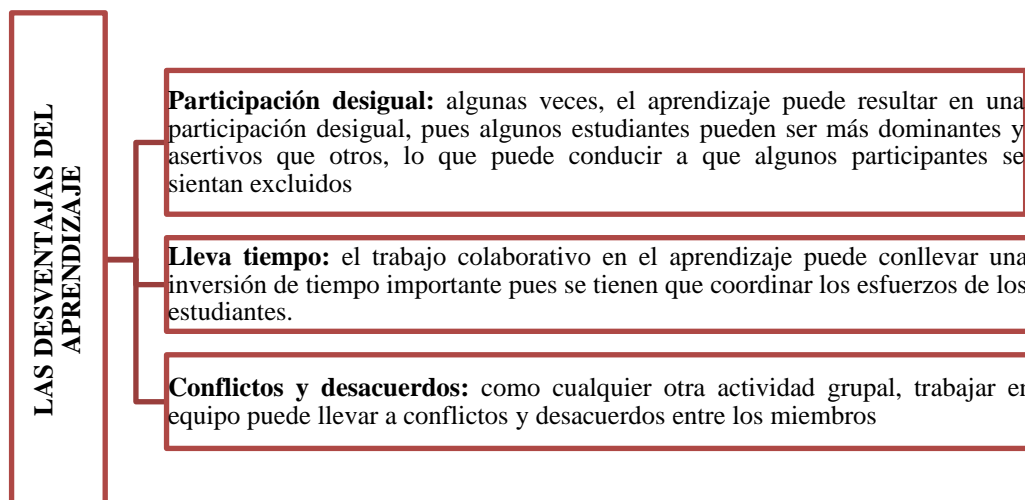 LAS DESVENTAJAS DEL
APRENDIZAJE
Participación desigual: algunas veces, el aprendizaje puede resultar en una
participación desigual, pues algunos estudiantes pueden ser más dominantes y
asertivos que otros, lo que puede conducir a que algunos participantes se
sientan excluidos
Lleva tiempo: el trabajo colaborativo en el aprendizaje puede conllevar una
inversión de tiempo importante pues se tienen que coordinar los esfuerzos de los
estudiantes.
Conflictos y desacuerdos: como cualquier otra actividad grupal, trabajar en
equipo puede llevar a conflictos y desacuerdos entre los miembros